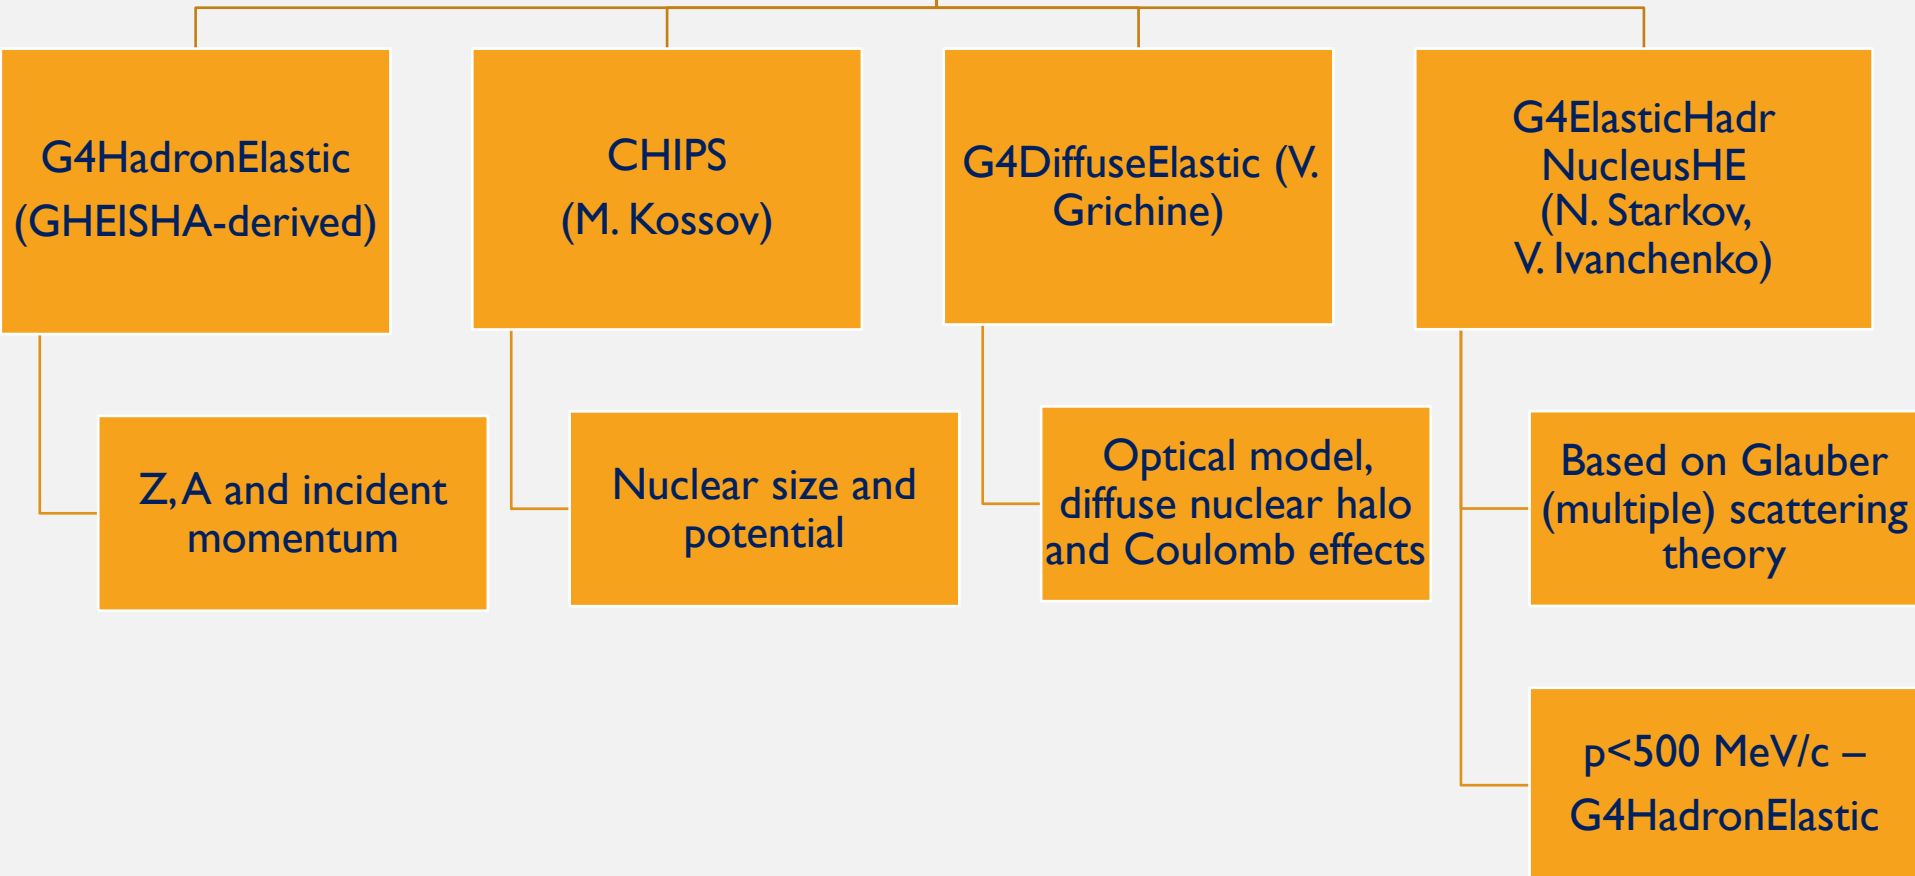 G4HadronElastic
(GHEISHA-derived)
CHIPS
(M. Kossov)
G4DiffuseElastic (V.
Grichine)
G4ElasticHadr
NucleusHE
(N. Starkov,
V. Ivanchenko)
Z, A and incident
momentum
Nuclear size and
potential
Optical model,
diffuse nuclear halo
and Coulomb effects
Based on Glauber
(multiple) scattering
theory
p<500 MeV/c –
G4HadronElastic